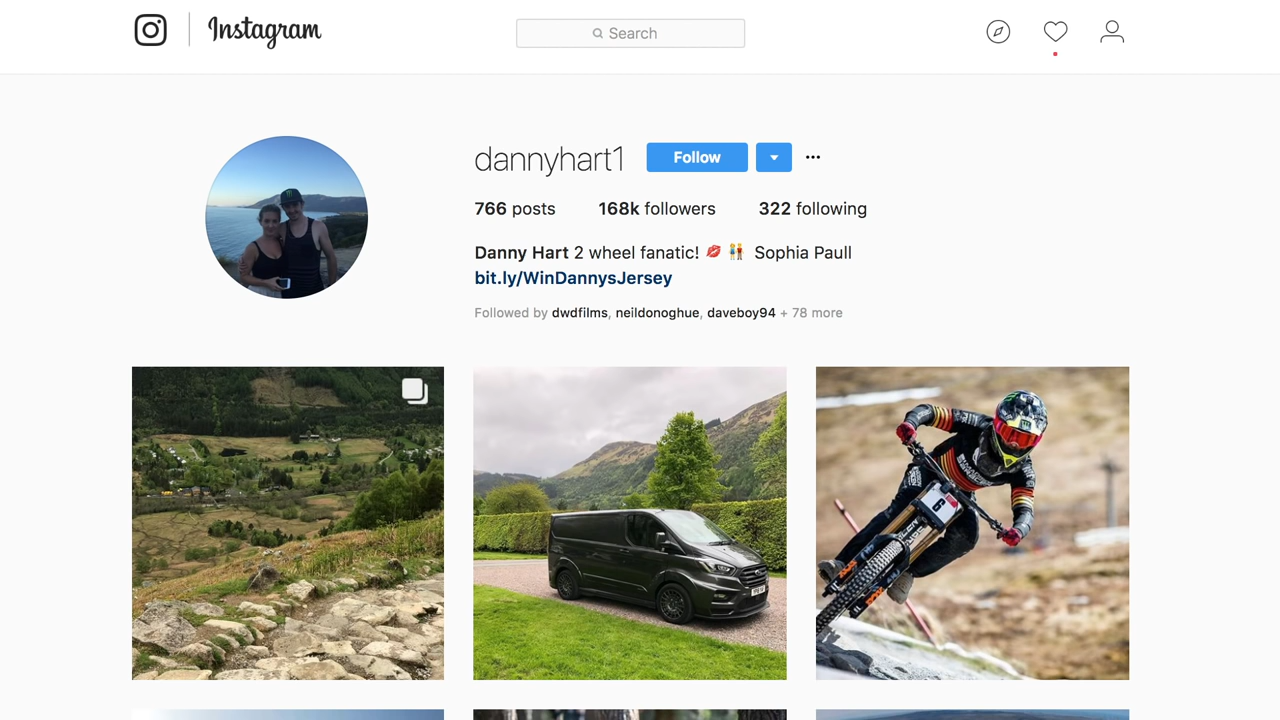 Instagram
Search
dannyhart1 Follow
766 posts 168k followers 322 following
Danny Hart 2 wheel fanatic! 💋 👫 Sophia Paull
bit.ly/WinDannysJersey
Followed by dwdfilms, neildonoghue, daveboy94 + 78 more
6